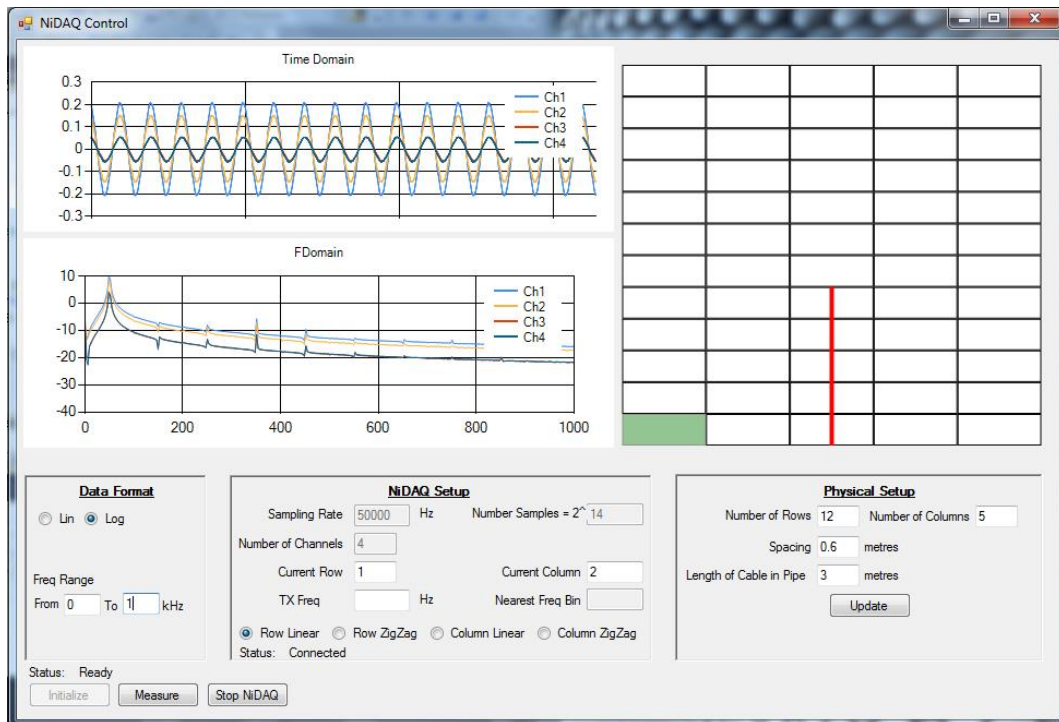 NiDAQ Control
Time Domain
0.3
0.2
0.1
0
-0.1
-0.2
-0.3
Ch1
Ch2
Ch3
Ch4
FDomain
10
0
-10
-20
-30
-40
Ch1
Ch2
Ch3
Ch4
0 200 400 600 800 1000
Data Format
Lin Log
Freq Range
From 0 To 1 kHz
NiDAQ Setup
Sampling Rate 50000 Hz Number Samples = 2^ 14
Number of Channels 4
Current Row 1 Current Column 2
TX Freq Hz Nearest Freq Bin
Row Linear Row ZigZag Column Linear Column ZigZag
Status: Connected
Physical Setup
Number of Rows 12 Number of Columns 5
Spacing 0.6 metres
Length of Cable in Pipe 3 metres
Update
Status: Ready
Initialize Measure Stop NiDAQ